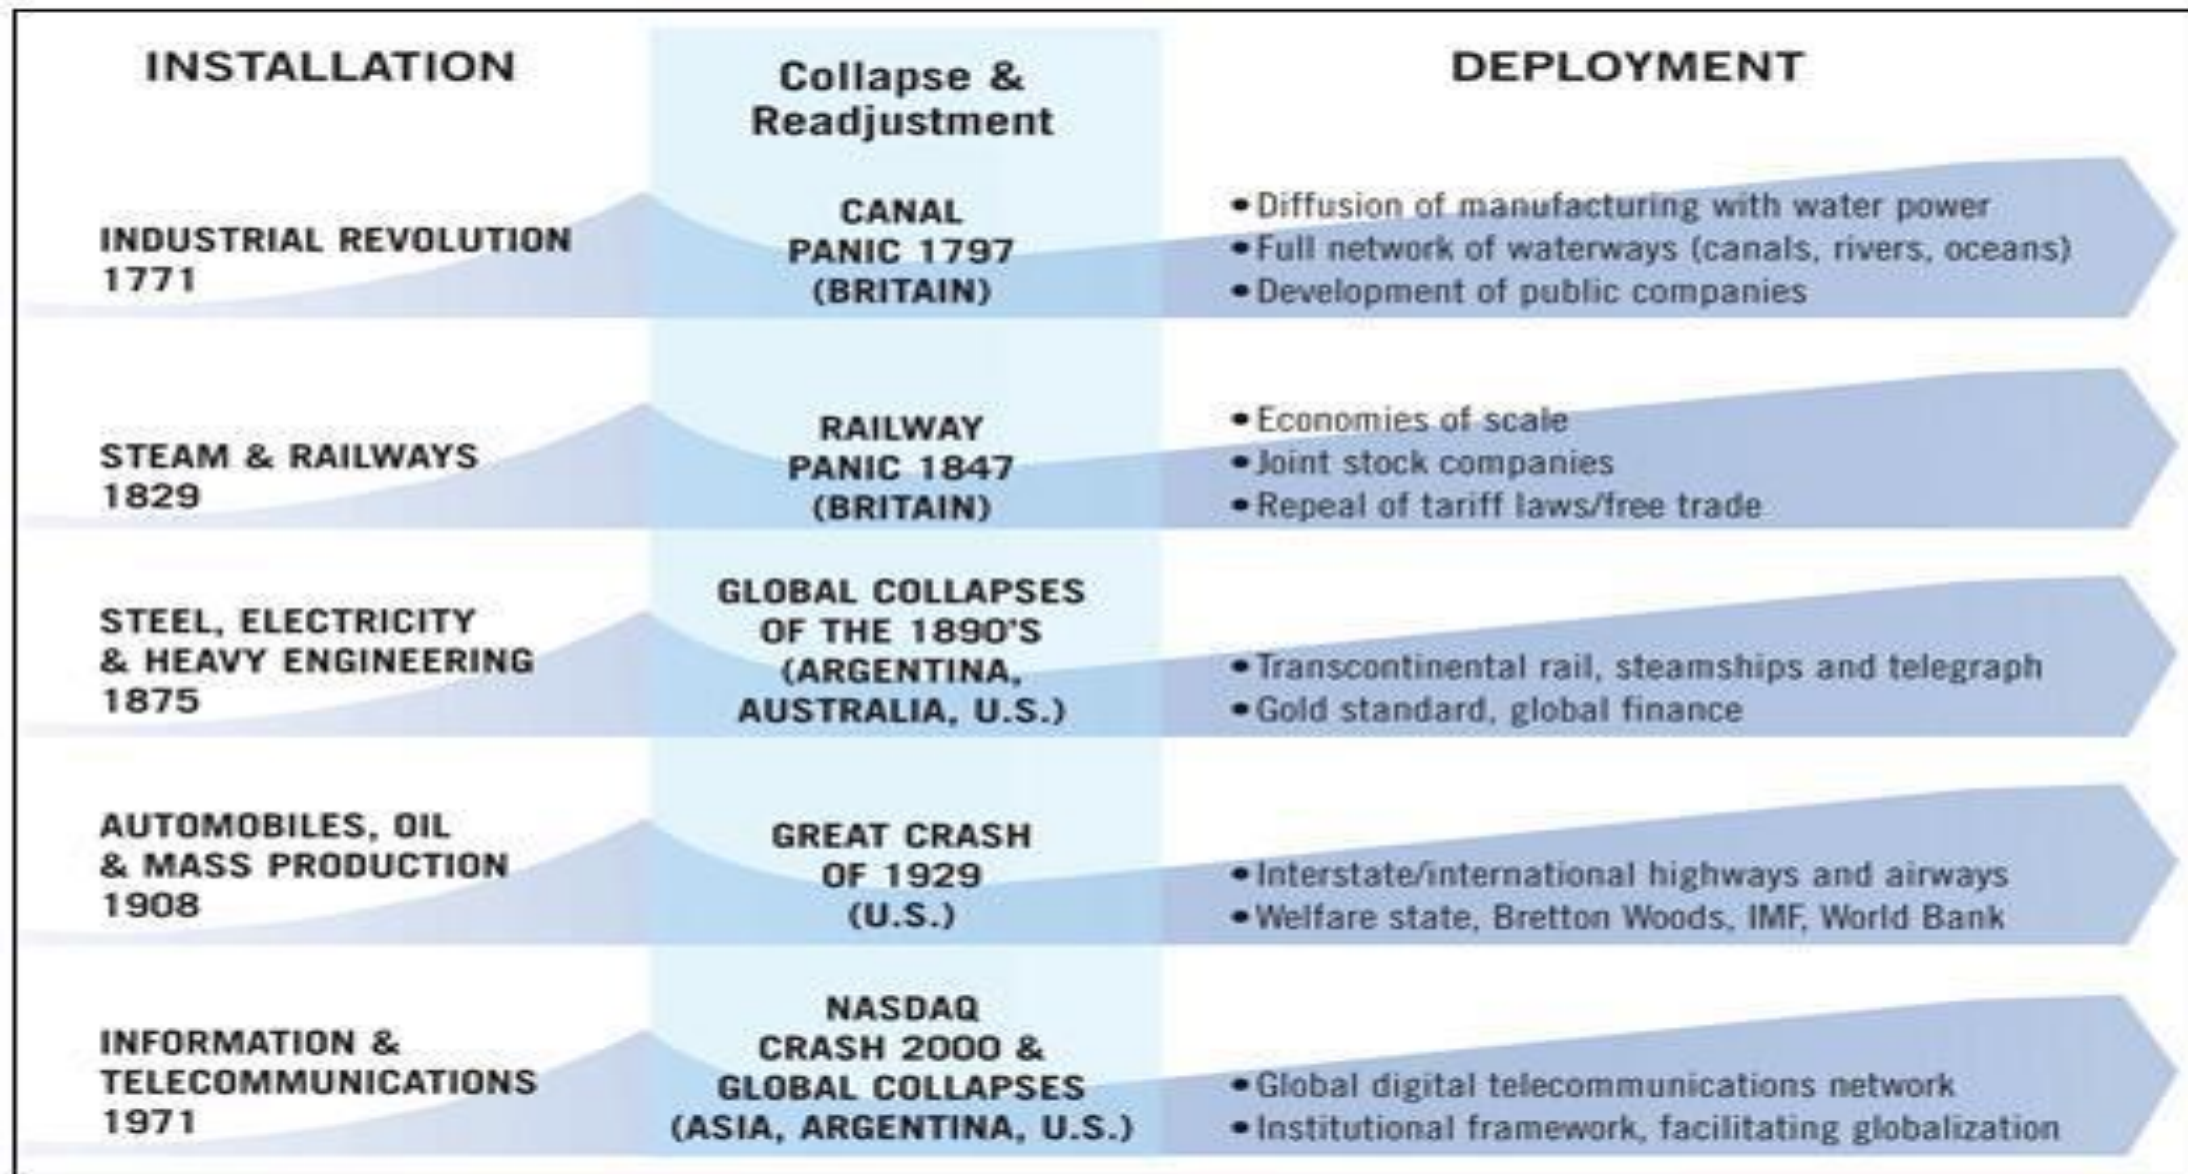 INSTALLATION
Collapse &
Readjustment
DEPLOYMENT
INDUSTRIAL REVOLUTION
1771
CANAL
PANIC 1797
(BRITAIN)
•Diffusion of manufacturing with water power
•Full network of waterways (canals, rivers, oceans)
•Development of public companies
STEAM & RAILWAYS
1829
RAILWAY
PANIC 1847
(BRITAIN)
•Economies of scale
•Joint stock companies
•Repeal of tariff laws/free trade
STEEL, ELECTRICITY
& HEAVY ENGINEERING
1875
GLOBAL COLLAPSES
OF THE 1890'S
(ARGENTINA,
AUSTRALIA, U.S.)
•Transcontinental rail, steamships and telegraph
•Gold standard, global finance
AUTOMOBILES, OIL
& MASS PRODUCTION
1908
GREAT CRASH
OF 1929
(U.S.)
•Interstate/international highways and airways
•Welfare state, Bretton Woods, IMF, World Bank
INFORMATION &
TELECOMMUNICATIONS
1971
NASDAQ
CRASH 2000 &
GLOBAL COLLAPSES
(ASIA, ARGENTINA, U.S.)
•Global digital telecommunications network
•Institutional framework, facilitating globalization